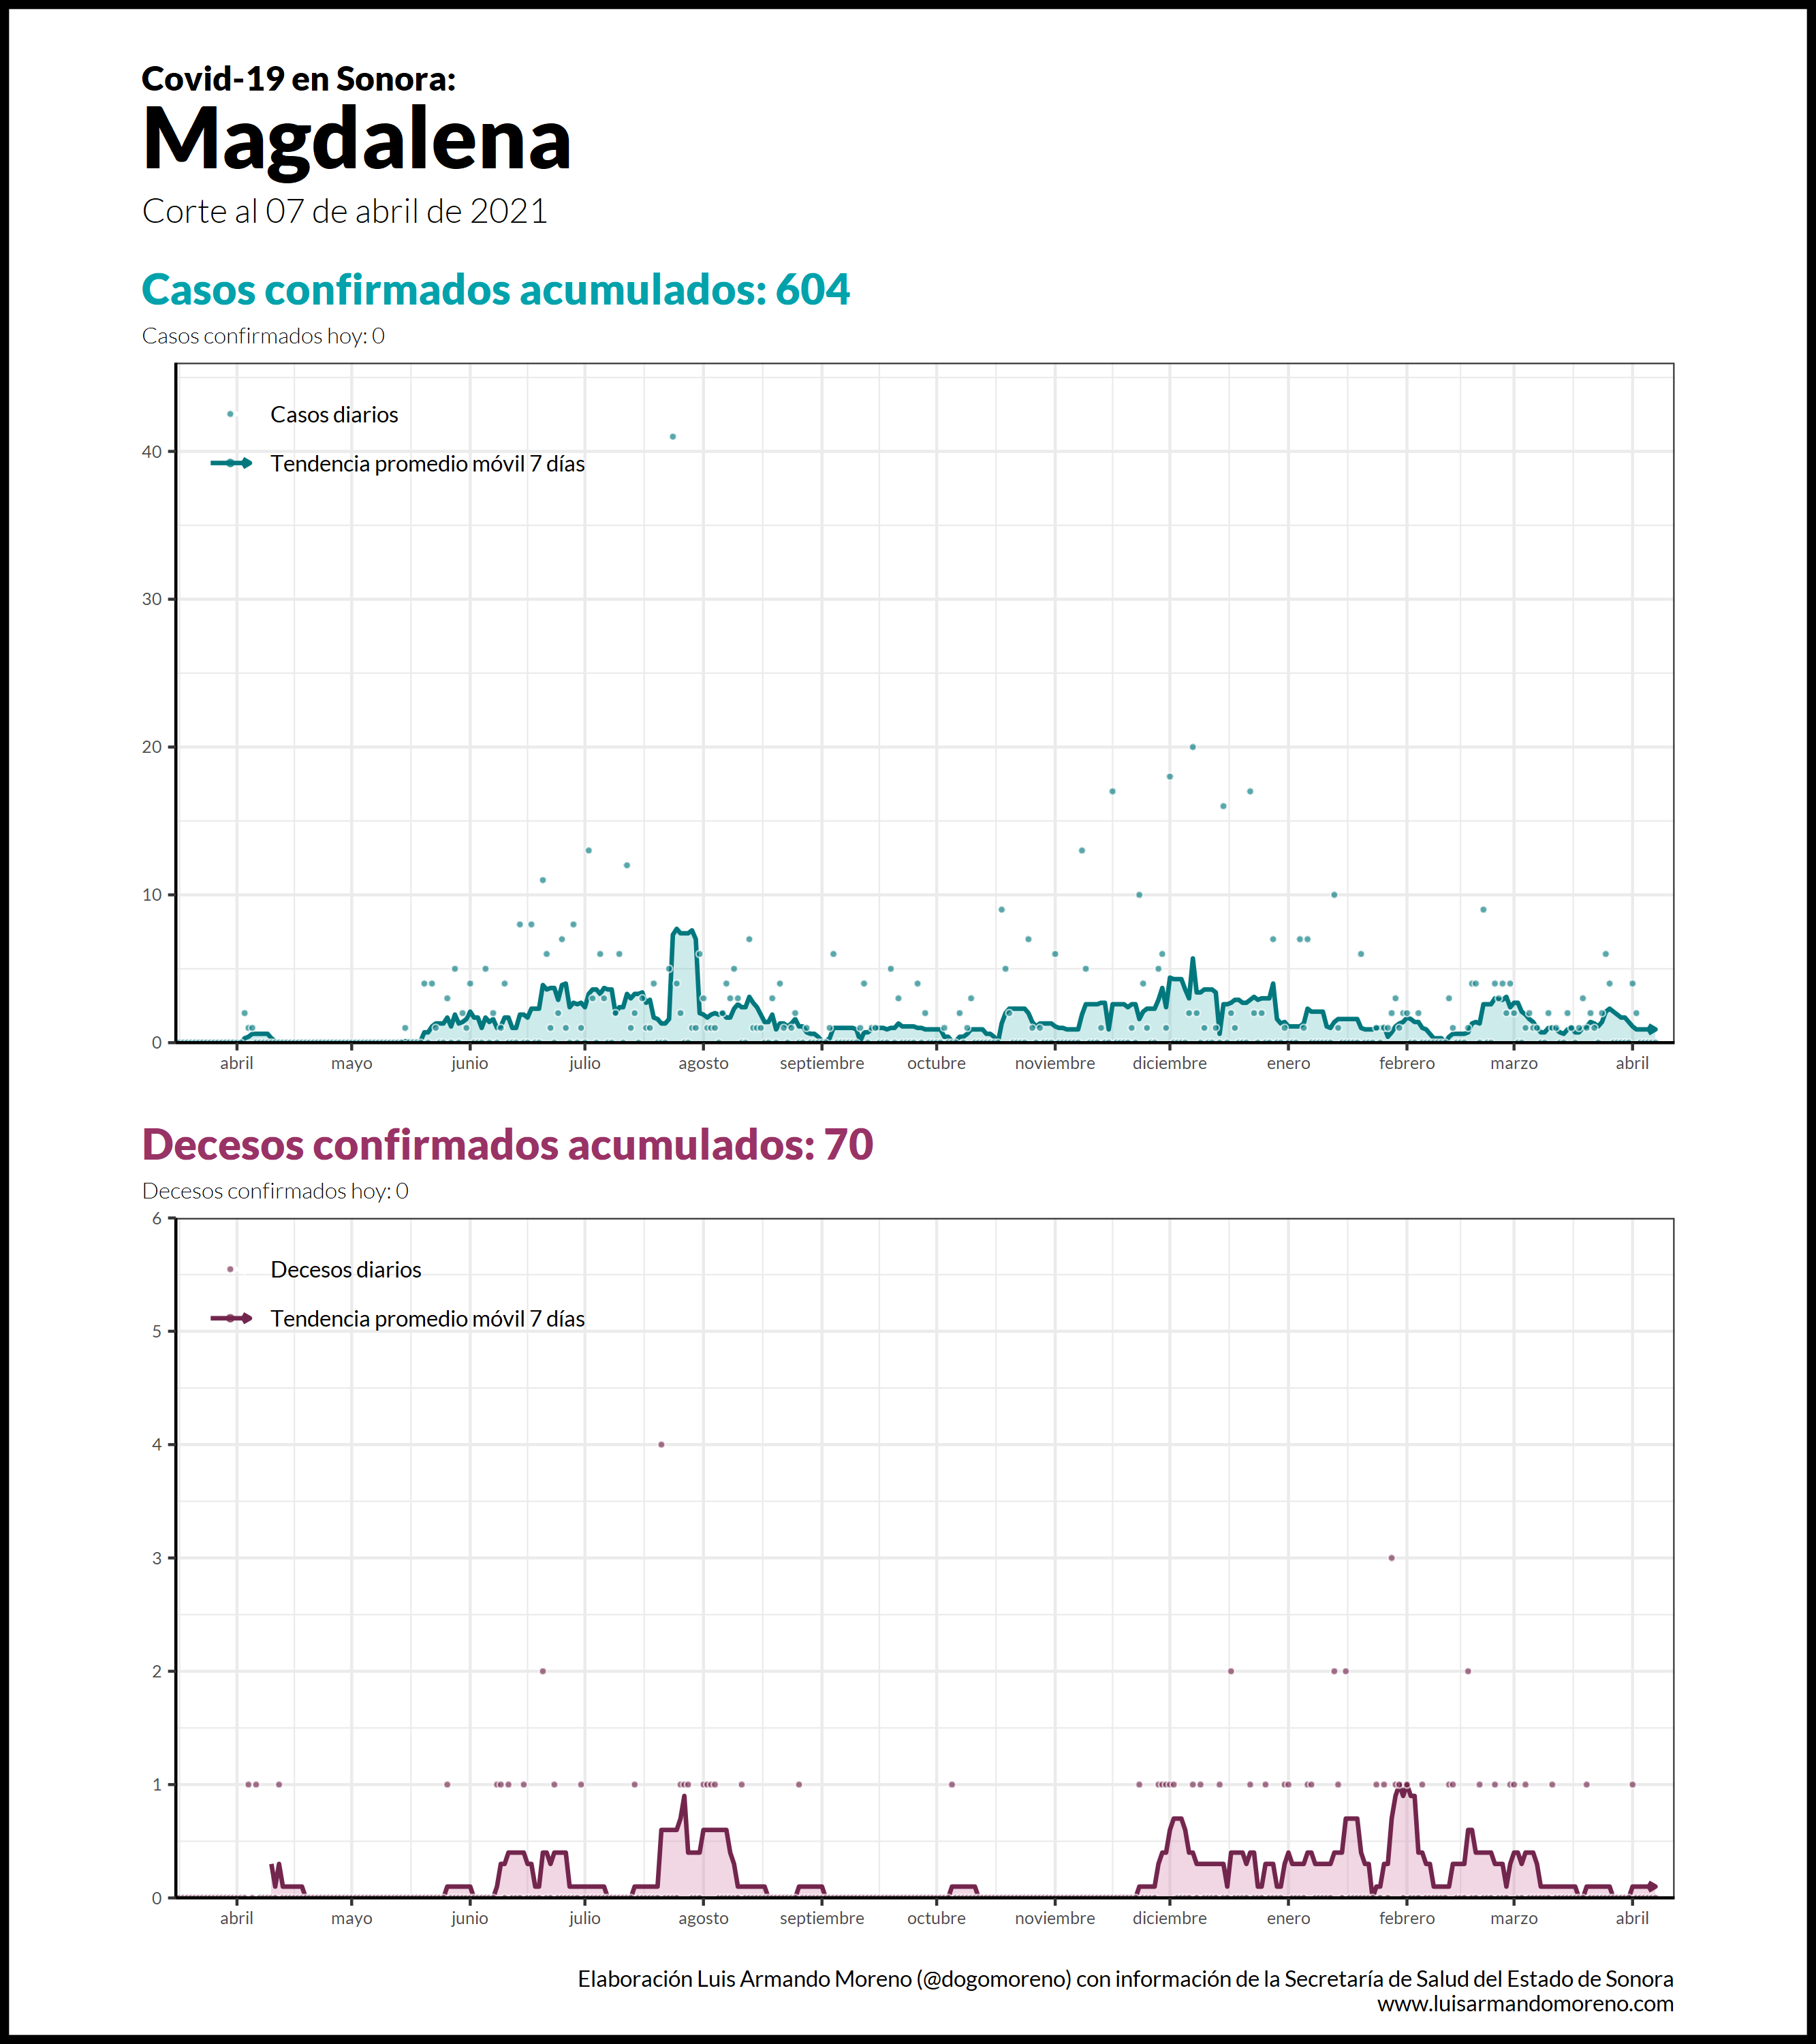 Covid-19 en Sonora:
Magdalena
Corte al 07 de abril de 2021
Casos confirmados acumulados: 604
Casos confirmados hoy: 0
Casos diarios
Tendencia promedio móvil 7 días
40
30
20
10
0
abril mayo junio julio agosto septiembre octubre noviembre diciembre enero febrero marzo abril
Decesos confirmados acumulados: 70
Decesos confirmados hoy: 0
6
Decesos diarios
Tendencia promedio móvil 7 días
5
4
3
2
1
0
abril mayo junio julio agosto septiembre octubre noviembre diciembre enero febrero marzo abril
Elaboración Luis Armando Moreno (@dogomoreno) con información de la Secretaría de Salud del Estado de Sonora
www.luisarmandomoreno.com